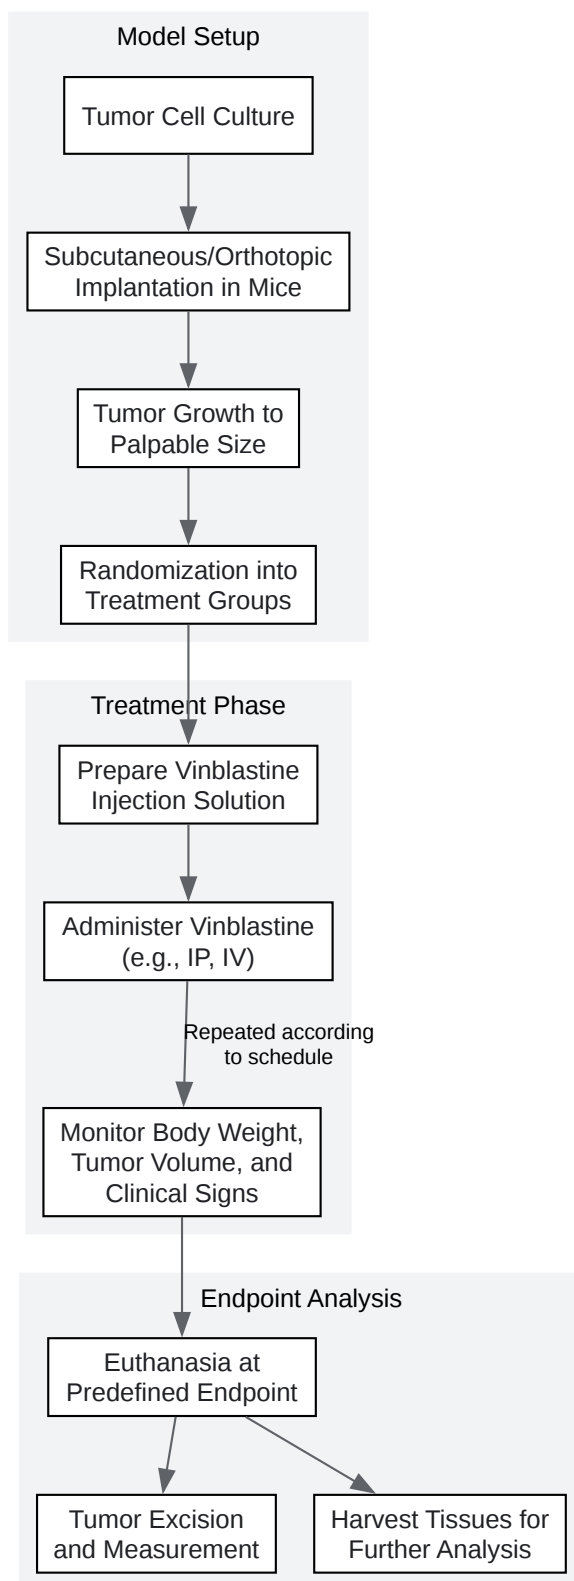 Model Setup
Tumor Cell Culture
Subcutaneous/Orthotopic
Implantation in Mice
Tumor Growth to
Palpable Size
Randomization into
Treatment Groups
Treatment Phase
Prepare Vinblastine
Injection Solution
Administer Vinblastine
(e.g., IP, IV)
Repeated according
to schedule
Monitor Body Weight,
Tumor Volume, and
Clinical Signs
Endpoint Analysis
Euthanasia at
Predefined Endpoint
Tumor Excision
and Measurement
Harvest Tissues for
Further Analysis